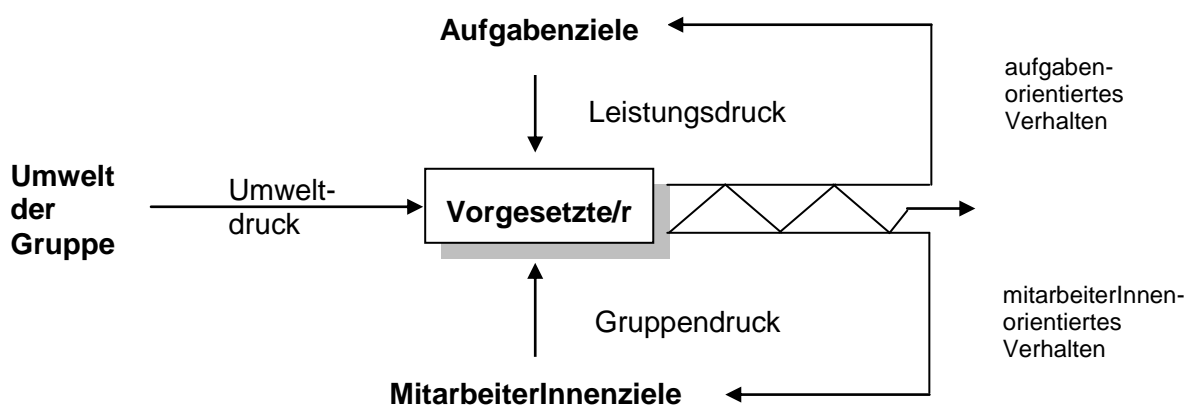 Aufgabenziele
aufgaben-
orientiertes
Verhalten
Leistungsdruck
Umwelt
der
Gruppe
Umwelt-
druck
Vorgesetzte/r
Gruppendruck
mitarbeiterInnen-
orientiertes
Verhalten
MitarbeiterInnenziele